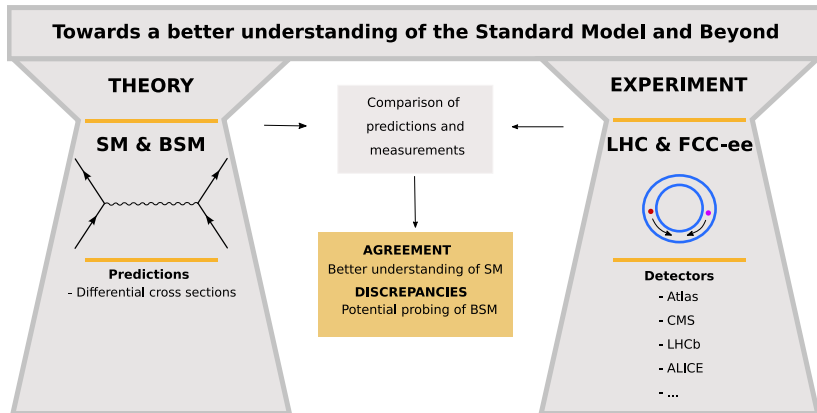 Towards a better understanding of the Standard Model and Beyond
THEORY
SM & BSM
Predictions
- Differential cross sections
Comparison of
predictions and
measurements
AGREEMENT
Better understanding of SM
DISCREPANCIES
Potential probing of BSM
EXPERIMENT
LHC & FCC-ee
Detectors
- Atlas
- CMS
- LHCb
- ALICE
- ...